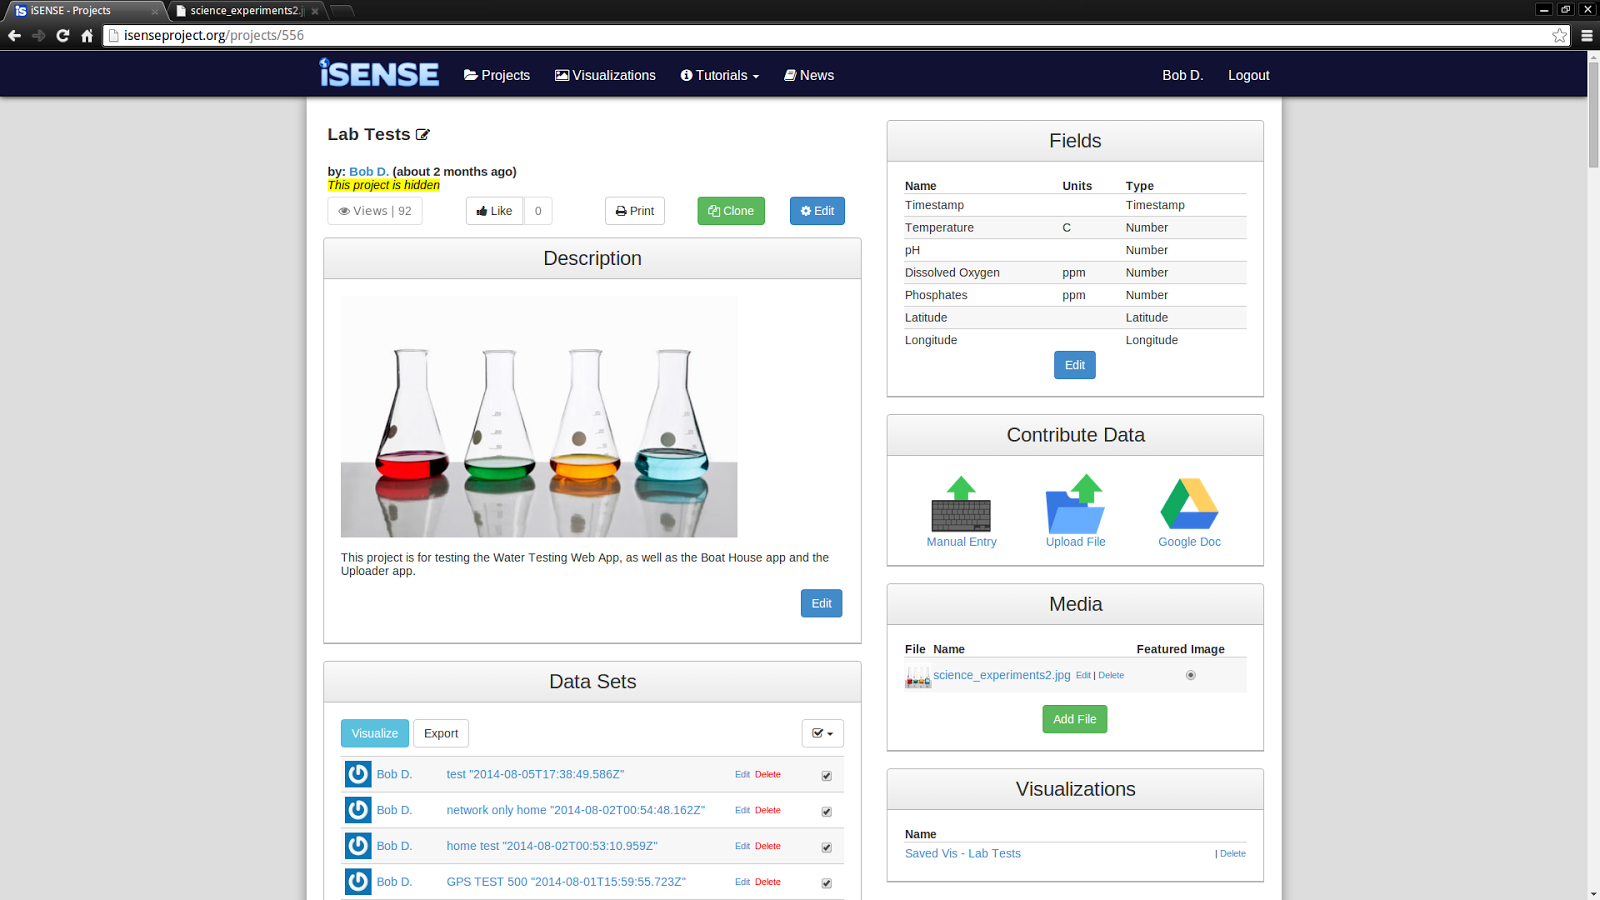 iSENSE - Projects
science_experiments2.j
isenseproject.org/projects/556
iSENSE Projects Visualizations Tutorials News Bob D. Logout
Lab Tests
by: Bob D. (about 2 months ago)
This project is hidden
Views | 92 Like 0 Print Clone Edit
Description
This project is for testing the Water Testing Web App, as well as the Boat House app and the
Uploader app.
Edit
Data Sets
Visualize Export
Bob D. test "2014-08-05T17:38:49.586Z" Edit Delete
Bob D. network only home "2014-08-02T00:54:48.162Z" Edit Delete
Bob D. home test "2014-08-02T00:53:10.959Z" Edit Delete
Bob D. GPS TEST 500 "2014-08-01T15:59:55.723Z" Edit Delete
Fields
Name Units Type
Timestamp Timestamp
Temperature C Number
pH Number
Dissolved Oxygen ppm Number
Phosphates ppm Number
Latitude Latitude
Longitude Longitude
Edit
Contribute Data
Manual Entry Upload File Google Doc
Media
File Name Featured Image
science_experiments2.jpg Edit | Delete
Add File
Visualizations
Name
Saved Vis - Lab Tests | Delete